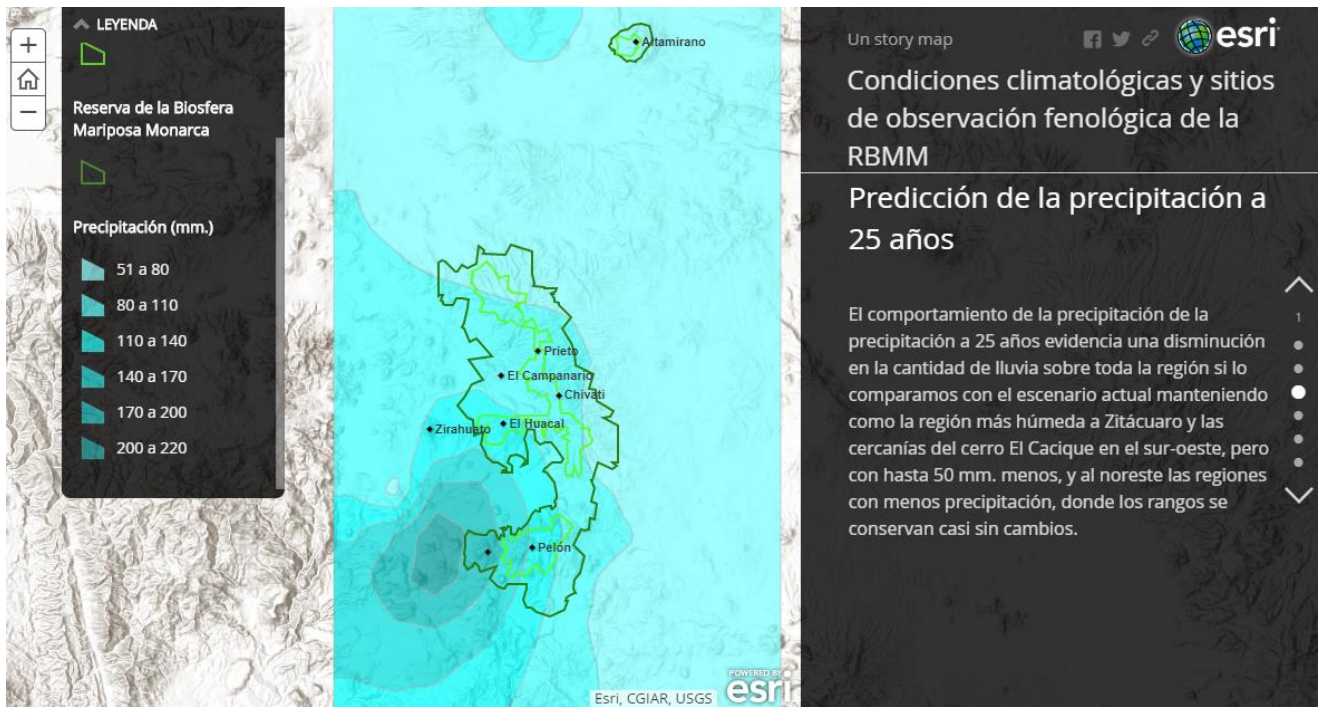 +
−
LEYENDA
Reserva de la Biosfera
Mariposa Monarca
Precipitación (mm.)
51 a 80
80 a 110
110 a 140
140 a 170
170 a 200
200 a 220
Altamirano
Prieto
El Campanario
Chivati
Zirahuato
El Huacal
Pelón
Esri, CGIAR, USGS
POWERED BY
esri
Un story map
esri
Condiciones climatológicas y sitios
de observación fenológica de la
RBMM
Predicción de la precipitación a
25 años
El comportamiento de la precipitación de la
precipitación a 25 años evidencia una disminución
en la cantidad de lluvia sobre toda la región si lo
comparamos con el escenario actual manteniendo
como la región más húmeda a Zitácuaro y las
cercanías del cerro El Cacique en el sur-oeste, pero
con hasta 50 mm. menos, y al noreste las regiones
con menos precipitación, donde los rangos se
conservan casi sin cambios.
1